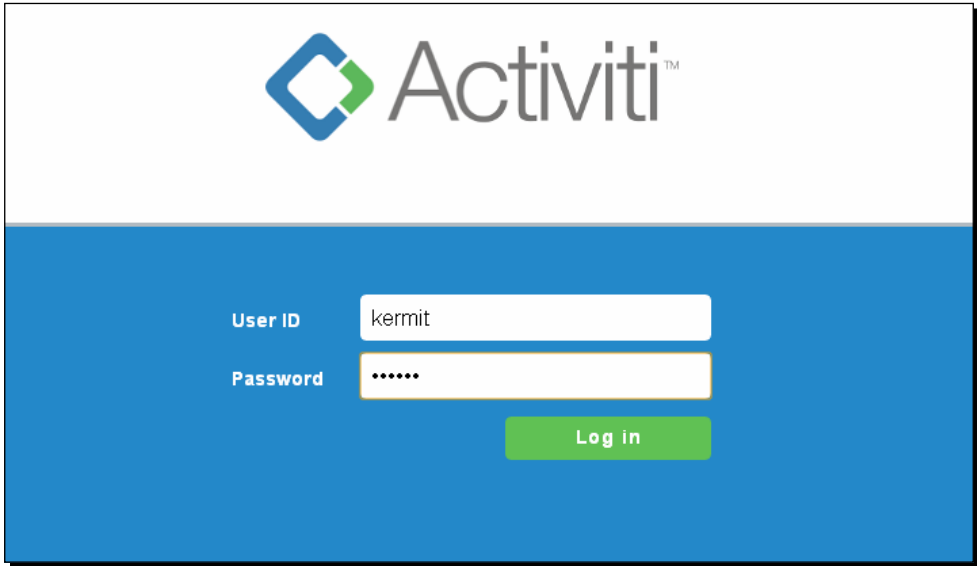 Activiti™
User ID kermit
Password ••••••
Log in